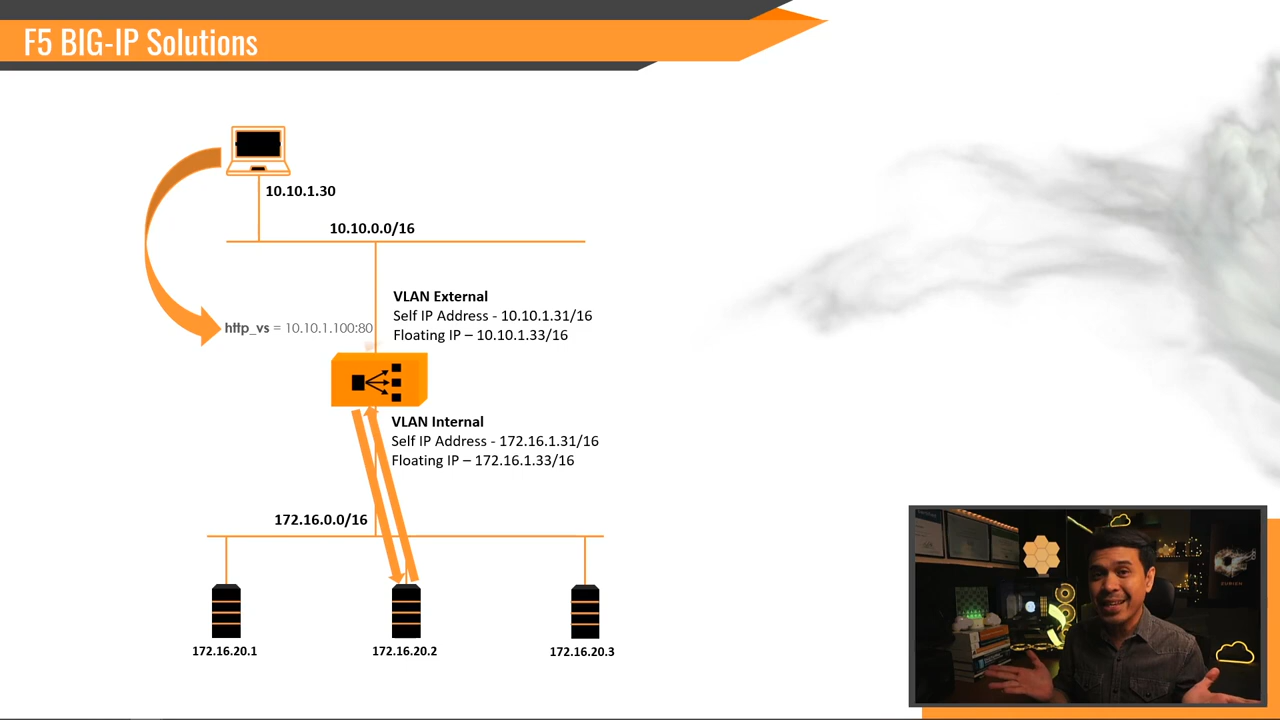 F5 BIG-IP Solutions
10.10.1.30
10.10.0.0/16
VLAN External
Self IP Address - 10.10.1.31/16
Floating IP – 10.10.1.33/16
http_vs = 10.10.1.100:80
VLAN Internal
Self IP Address - 172.16.1.31/16
Floating IP – 172.16.1.33/16
172.16.0.0/16
172.16.20.1
172.16.20.2
172.16.20.3